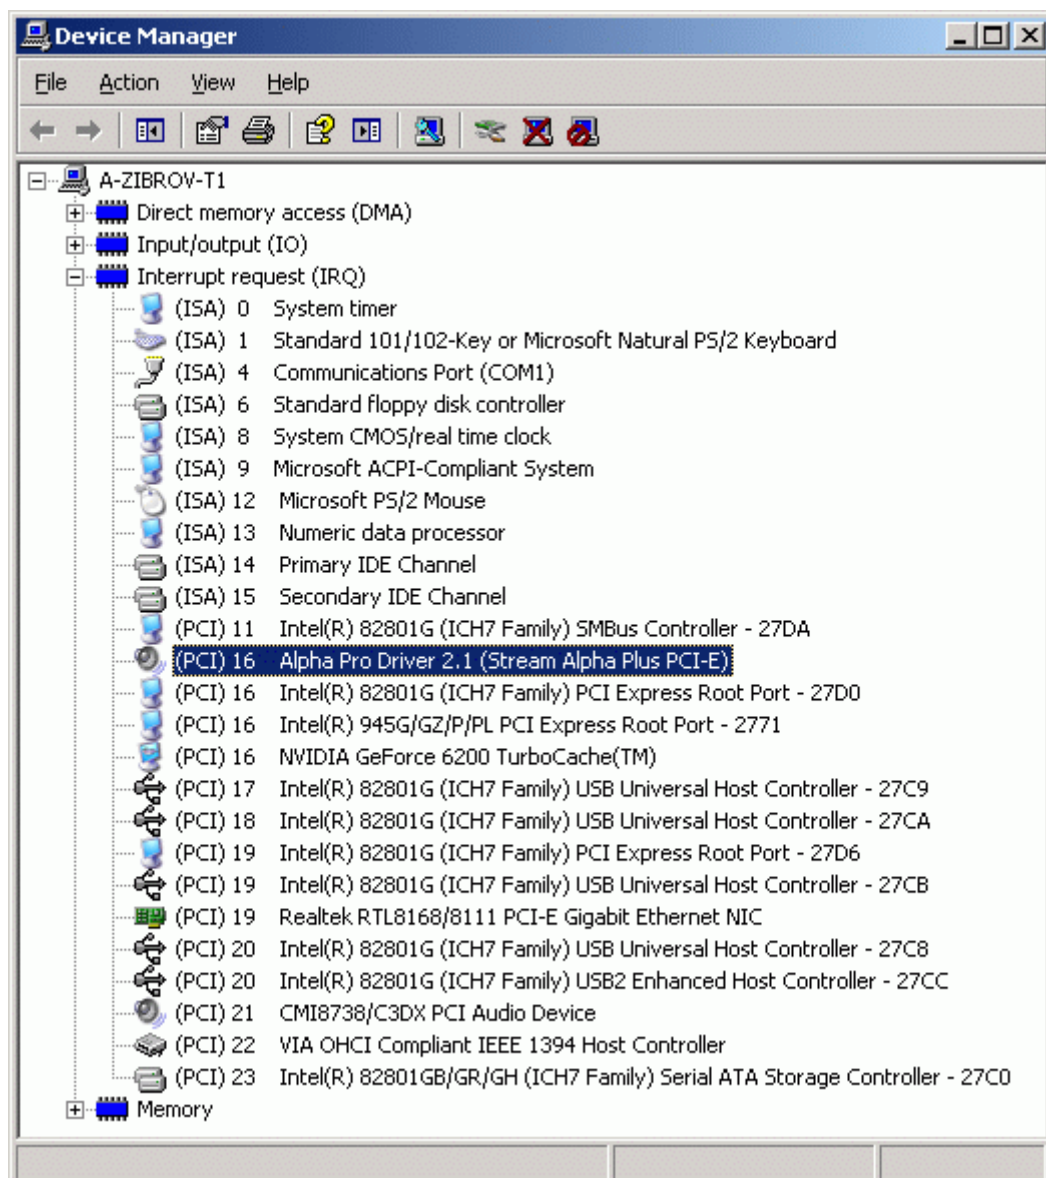 Device Manager
File Action View Help
A-ZIBROV-T1
Direct memory access (DMA)
Input/output (IO)
Interrupt request (IRQ)
(ISA) 0 System timer
(ISA) 1 Standard 101/102-Key or Microsoft Natural PS/2 Keyboard
(ISA) 4 Communications Port (COM1)
(ISA) 6 Standard floppy disk controller
(ISA) 8 System CMOS/real time clock
(ISA) 9 Microsoft ACPI-Compliant System
(ISA) 12 Microsoft PS/2 Mouse
(ISA) 13 Numeric data processor
(ISA) 14 Primary IDE Channel
(ISA) 15 Secondary IDE Channel
(PCI) 11 Intel(R) 82801G (ICH7 Family) SMBus Controller - 27DA
(PCI) 16 Alpha Pro Driver 2.1 (Stream Alpha Plus PCI-E)
(PCI) 16 Intel(R) 82801G (ICH7 Family) PCI Express Root Port - 27D0
(PCI) 16 Intel(R) 945G/GZ/P/PL PCI Express Root Port - 2771
(PCI) 16 NVIDIA GeForce 6200 TurboCache(TM)
(PCI) 17 Intel(R) 82801G (ICH7 Family) USB Universal Host Controller - 27C9
(PCI) 18 Intel(R) 82801G (ICH7 Family) USB Universal Host Controller - 27CA
(PCI) 19 Intel(R) 82801G (ICH7 Family) PCI Express Root Port - 27D6
(PCI) 19 Intel(R) 82801G (ICH7 Family) USB Universal Host Controller - 27CB
(PCI) 19 Realtek RTL8168/8111 PCI-E Gigabit Ethernet NIC
(PCI) 20 Intel(R) 82801G (ICH7 Family) USB Universal Host Controller - 27C8
(PCI) 20 Intel(R) 82801G (ICH7 Family) USB2 Enhanced Host Controller - 27CC
(PCI) 21 CMI8738/C3DX PCI Audio Device
(PCI) 22 VIA OHCI Compliant IEEE 1394 Host Controller
(PCI) 23 Intel(R) 82801GB/GR/GH (ICH7 Family) Serial ATA Storage Controller - 27C0
Memory